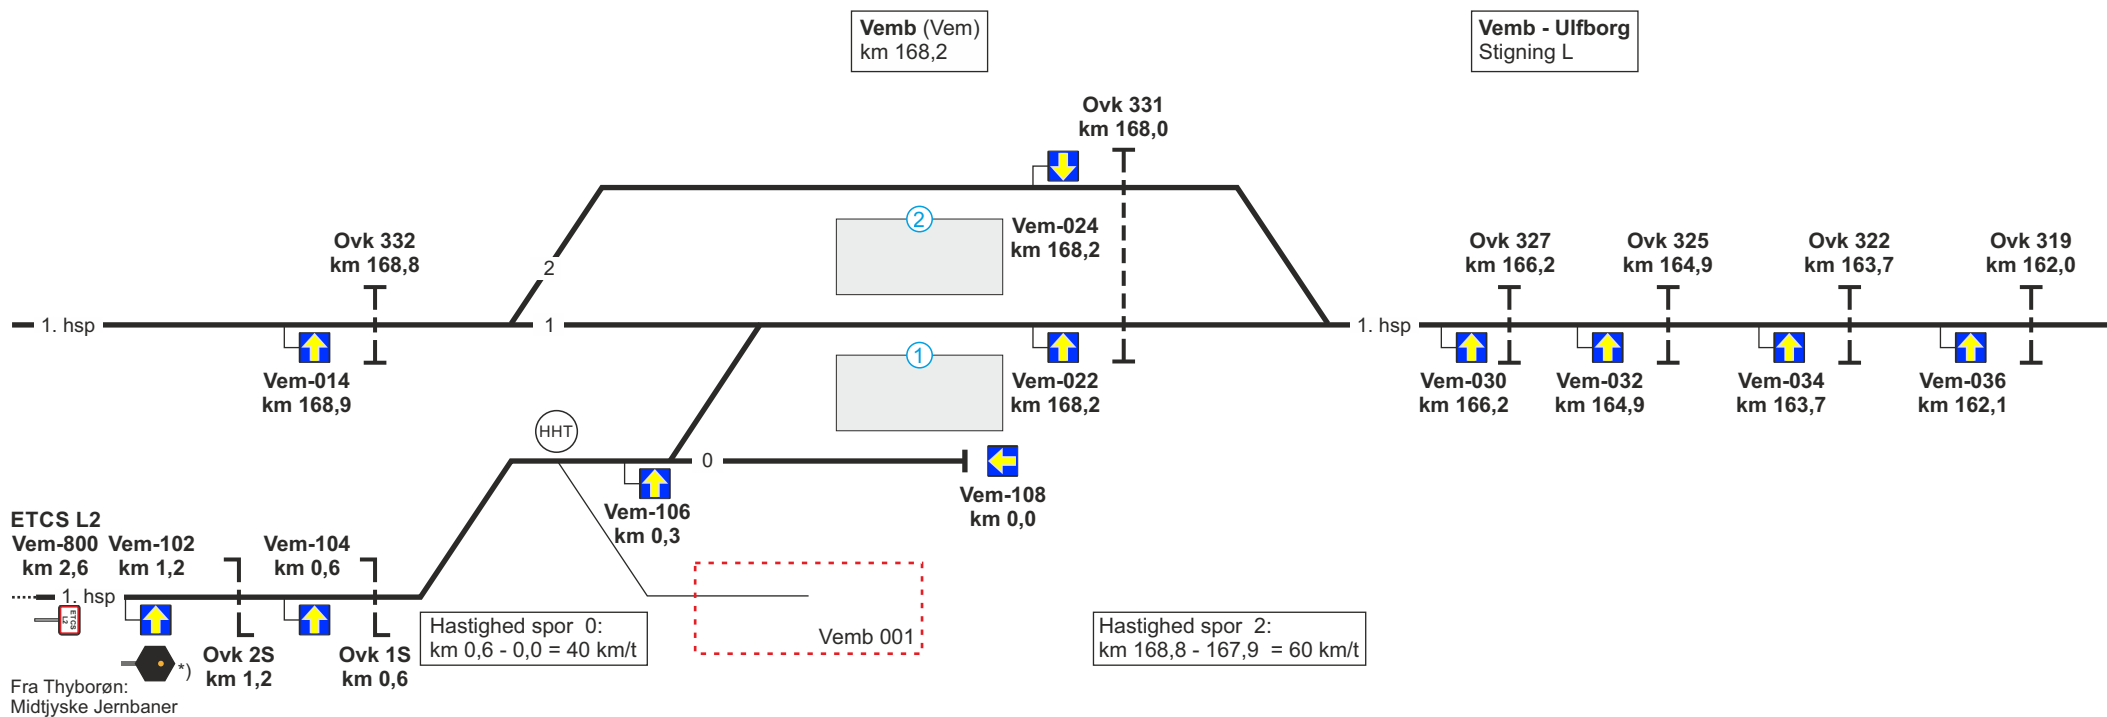 Vemb (Vem)
km 168,2
Vemb - Ulfborg
Stigning L
Ovk 331
km 168,0
Ovk 332
km 168,8
2
2
Vem-024
km 168,2
Ovk 327
km 166,2
Ovk 325
km 164,9
Ovk 322
km 163,7
Ovk 319
km 162,0
1. hsp
1
1. hsp
Vem-014
km 168,9
1
Vem-022
km 168,2
Vem-030
km 166,2
Vem-032
km 164,9
Vem-034
km 163,7
Vem-036
km 162,1
HHT
0
Vem-106
km 0,3
Vem-108
km 0,0
ETCS L2
Vem-800
km 2,6
Vem-102
km 1,2
Vem-104
km 0,6
1. hsp
ETCS
L2
*)
Ovk 2S
km 1,2
Ovk 1S
km 0,6
Hastighed spor 0:
km 0,6 - 0,0 = 40 km/t
Vemb 001
Hastighed spor 2:
km 168,8 - 167,9 = 60 km/t
Fra Thyborøn:
Midtjyske Jernbaner